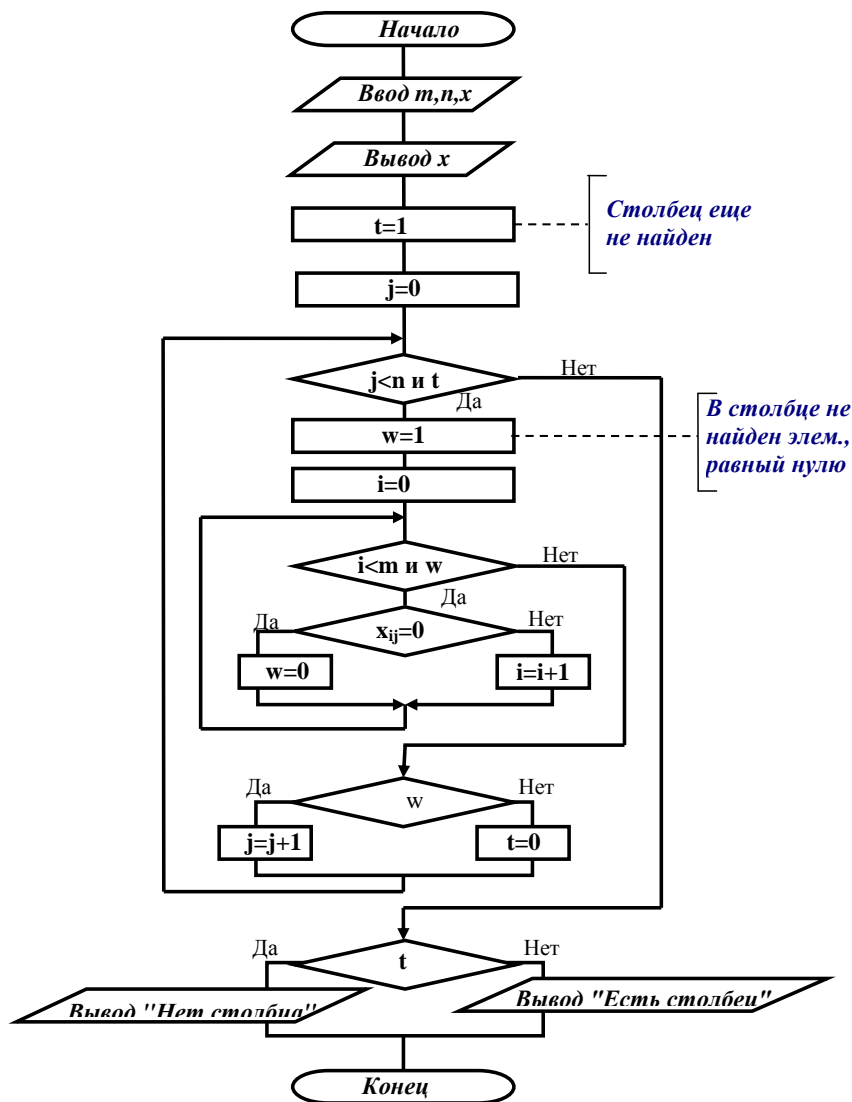 Начало
Ввод m,n,x
Вывод x
t=1
Столбец еще
не найден
j=0
j<n и t
Нет
Да
w=1
В столбце не
найден элем.,
равный нулю
i=0
i<m и w
Нет
Да
Да
xij=0
Нет
w=0
i=i+1
Да
w
Нет
j=j+1
t=0
Да
t
Нет
Вывод "Нет столбца"
Вывод "Есть столбец"
Конец